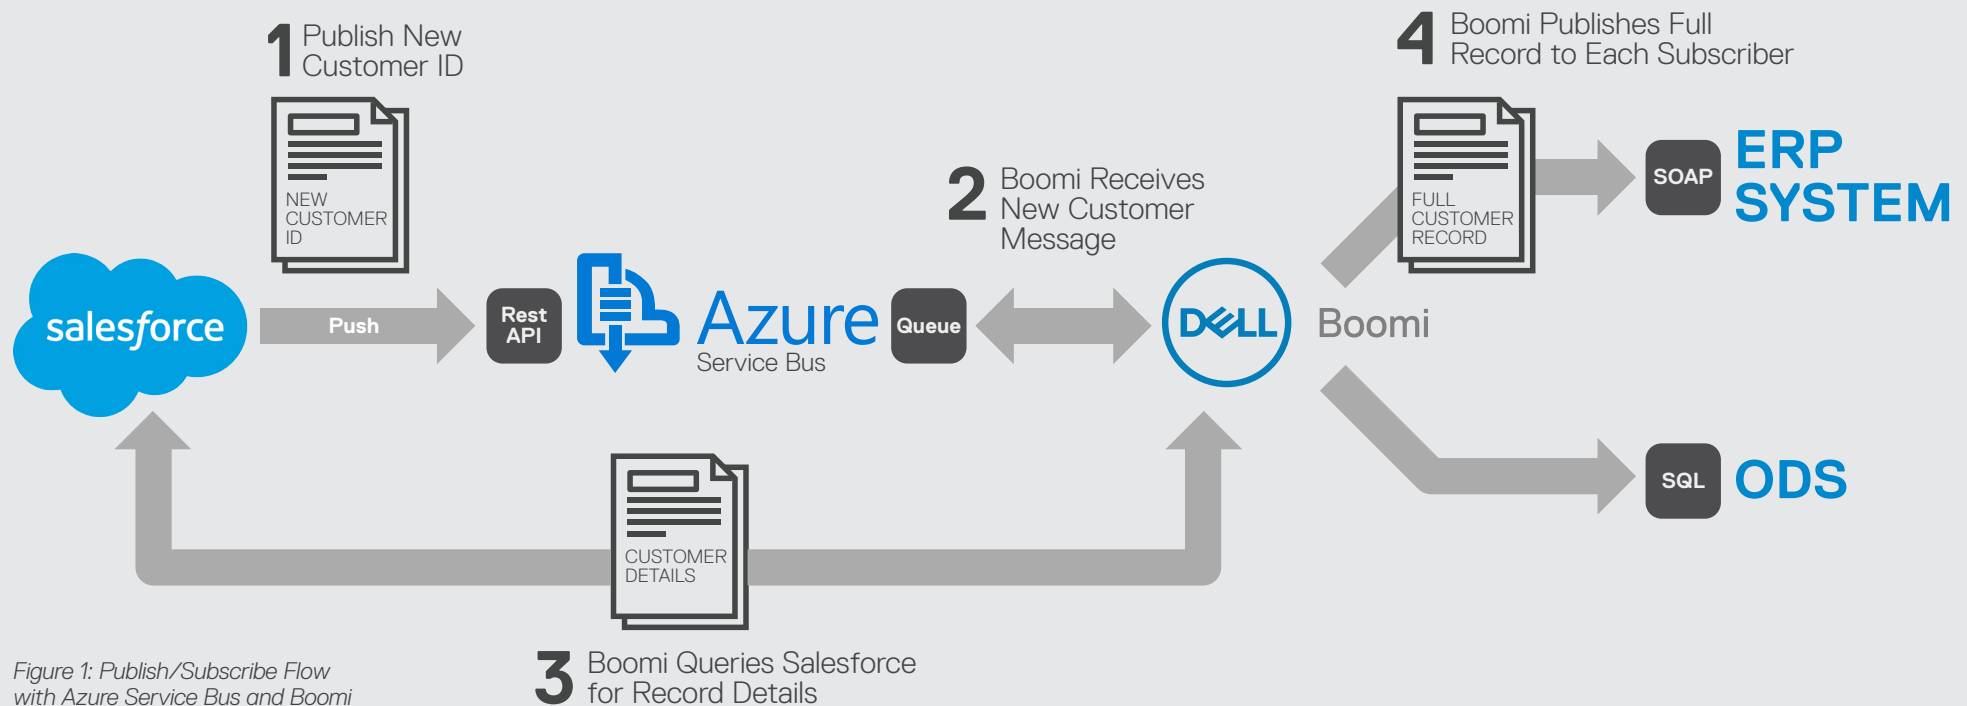 1 Publish New
Customer ID
NEW
CUSTOMER
ID
salesforce
Push
Rest
API
Azure
Service Bus
Queue
2 Boomi Receives
New Customer
Message
DELL
Boomi
3 Boomi Queries Salesforce
for Record Details
CUSTOMER
DETAILS
4 Boomi Publishes Full
Record to Each Subscriber
FULL
CUSTOMER
RECORD
SOAP
ERP
SYSTEM
SQL
ODS
Figure 1: Publish/Subscribe Flow
with Azure Service Bus and Boomi